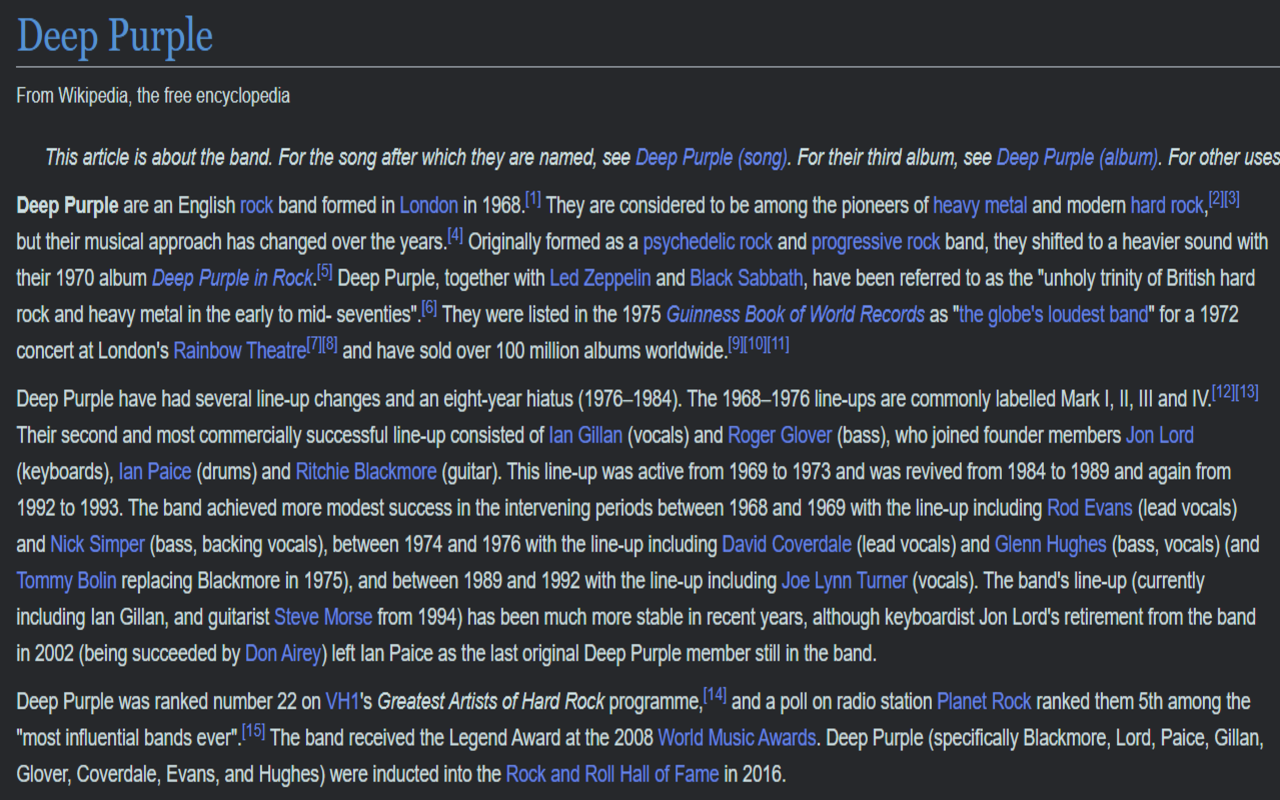 Deep Purple
From Wikipedia, the free encyclopedia
This article is about the band. For the song after which they are named, see Deep Purple (song). For their third album, see Deep Purple (album). For other uses
Deep Purple are an English rock band formed in London in 1968.[1] They are considered to be among the pioneers of heavy metal and modern hard rock,[2][3]
but their musical approach has changed over the years.[4] Originally formed as a psychedelic rock and progressive rock band, they shifted to a heavier sound with
their 1970 album Deep Purple in Rock.[5] Deep Purple, together with Led Zeppelin and Black Sabbath, have been referred to as the "unholy trinity of British hard
rock and heavy metal in the early to mid- seventies".[6] They were listed in the 1975 Guinness Book of World Records as "the globe's loudest band" for a 1972
concert at London's Rainbow Theatre[7][8] and have sold over 100 million albums worldwide.[9][10][11]
Deep Purple have had several line-up changes and an eight-year hiatus (1976–1984). The 1968–1976 line-ups are commonly labelled Mark I, II, III and IV.[12][13]
Their second and most commercially successful line-up consisted of Ian Gillan (vocals) and Roger Glover (bass), who joined founder members Jon Lord
(keyboards), Ian Paice (drums) and Ritchie Blackmore (guitar). This line-up was active from 1969 to 1973 and was revived from 1984 to 1989 and again from
1992 to 1993. The band achieved more modest success in the intervening periods between 1968 and 1969 with the line-up including Rod Evans (lead vocals)
and Nick Simper (bass, backing vocals), between 1974 and 1976 with the line-up including David Coverdale (lead vocals) and Glenn Hughes (bass, vocals) (and
Tommy Bolin replacing Blackmore in 1975), and between 1989 and 1992 with the line-up including Joe Lynn Turner (vocals). The band's line-up (currently
including Ian Gillan, and guitarist Steve Morse from 1994) has been much more stable in recent years, although keyboardist Jon Lord's retirement from the band
in 2002 (being succeeded by Don Airey) left Ian Paice as the last original Deep Purple member still in the band.
Deep Purple was ranked number 22 on VH1's Greatest Artists of Hard Rock programme,[14] and a poll on radio station Planet Rock ranked them 5th among the
"most influential bands ever".[15] The band received the Legend Award at the 2008 World Music Awards. Deep Purple (specifically Blackmore, Lord, Paice, Gillan,
Glover, Coverdale, Evans, and Hughes) were inducted into the Rock and Roll Hall of Fame in 2016.